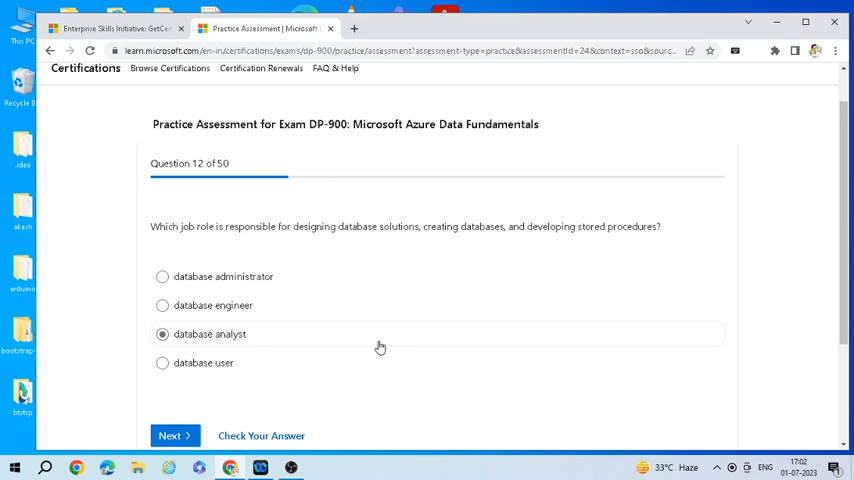 This PC
Recycle B
.idea
akash
arduino
bootstrap-
btstrp
Enterprise Skills Initiative: GetCert
Practice Assessment | Microsoft
learn.microsoft.com/en-in/certifications/exams/dp-900/practice/assessment?assessment-type=practice&assessmentId=24&context=sso&sourc...
Certifications Browse Certifications Certification Renewals FAQ & Help
Practice Assessment for Exam DP-900: Microsoft Azure Data Fundamentals
Question 12 of 50
Which job role is responsible for designing database solutions, creating databases, and developing stored procedures?
database administrator
database engineer
database analyst
database user
Next
Check Your Answer
33°C Haze
ENG
17:02
01-07-2023
1